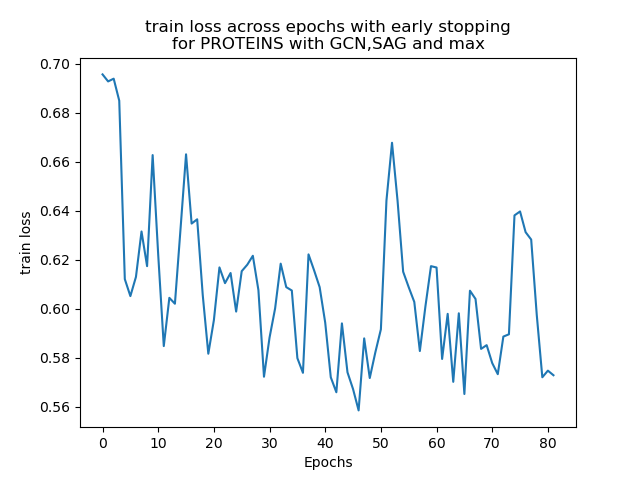 train loss across epochs with early stopping
for PROTEINS with GCN,SAG and max
0.70
0.68
0.66
0.64
0.62
0.60
0.58
0.56
train loss
0 10 20 30 40 50 60 70 80
Epochs